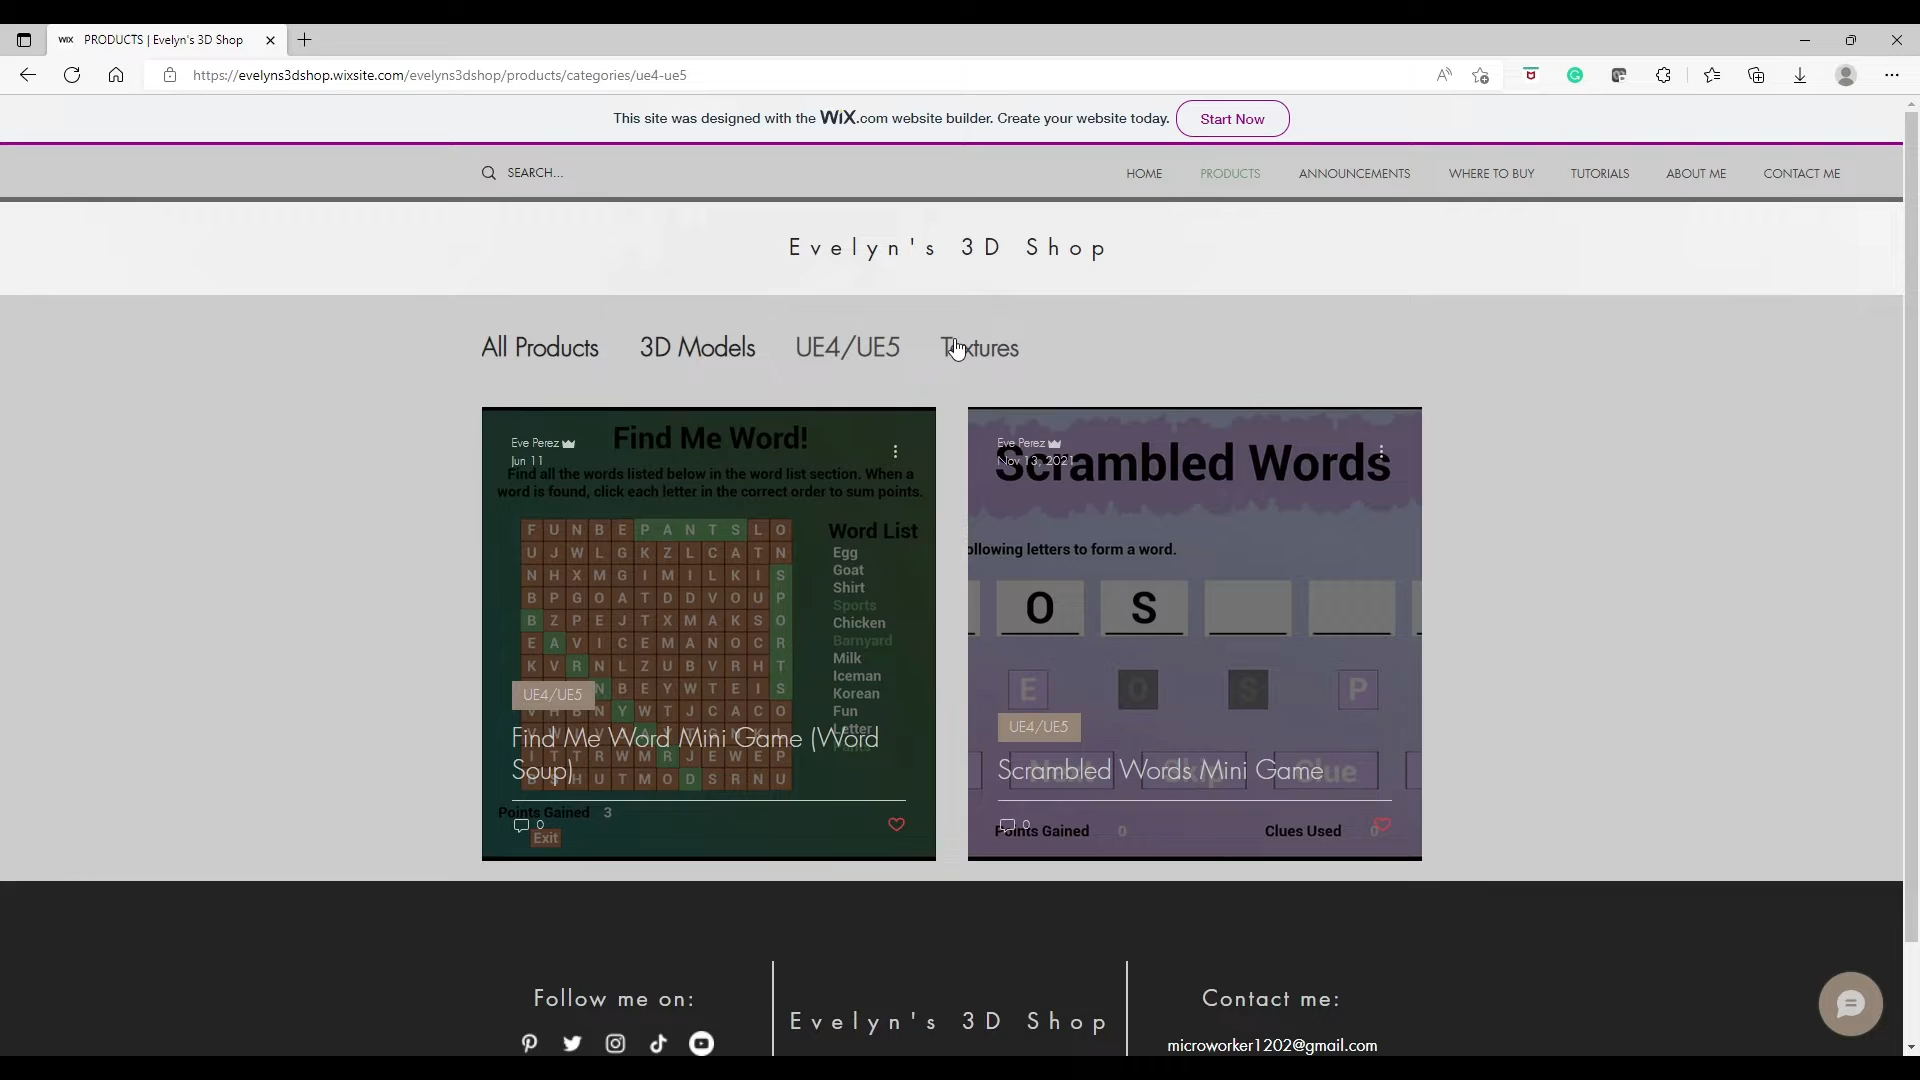 WIX PRODUCTS | Evelyn's 3D Shop
https://evelyns3dshop.wixsite.com/evelyns3dshop/products/categories/ue4-ue5
This site was designed with the WiX.com website builder. Create your website today. Start Now
SEARCH... HOME PRODUCTS ANNOUNCEMENTS WHERE TO BUY TUTORIALS ABOUT ME CONTACT ME
Evelyn's 3D Shop
All Products 3D Models UE4/UE5 Textures
Eve Perez
Jun 11
Find Me Word!
Find all the words listed below in the word list section. When a
word is found, click each letter in the correct order to sum points.
F U N B E P A N T S L O
U J W L G K Z L C A T N
N H X M G I M I L K I S
B P G O A T D D V O U P
B Z P E J T X M A K S O
E A V I C E M A N O C R
K V R N L Z U B V R H T
N B E Y W T E I S
Y W T J C A C O
T R W M R J E W E P
H U T M O D S R N U
Word List
Egg
Goat
Shirt
Sports
Chicken
Barnyard
Milk
Iceman
Korean
Fun
Letter
UE4/UE5
Find Me Word Mini Game (Word
Soup)
Points Gained 3
0
Exit
Eve Perez
Nov 13, 2021
Scrambled Words
ollowing letters to form a word.
O S
E O S P
UE4/UE5
Scrambled Words Mini Game
Clue
0
Points Gained 0 Clues Used 0
Follow me on:
Evelyn's 3D Shop
Contact me:
microworker1202@gmail.com